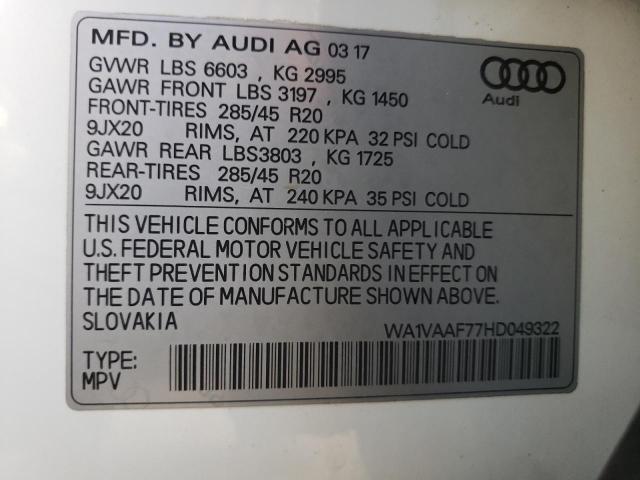 MFD. BY AUDI AG 03 17
GVWR LBS 6603 , KG 2995
GAWR FRONT LBS 3197 , KG 1450
FRONT-TIRES 285/45 R20
9JX20 RIMS, AT 220 KPA 32 PSI COLD
GAWR REAR LBS3803 , KG 1725
REAR-TIRES 285/45 R20
9JX20 RIMS, AT 240 KPA 35 PSI COLD
Audi
THIS VEHICLE CONFORMS TO ALL APPLICABLE
U.S. FEDERAL MOTOR VEHICLE SAFETY AND
THEFT PREVENTION STANDARDS IN EFFECT ON
THE DATE OF MANUFACTURE SHOWN ABOVE.
SLOVAKIA WA1VAAF77HD049322
TYPE:
MPV